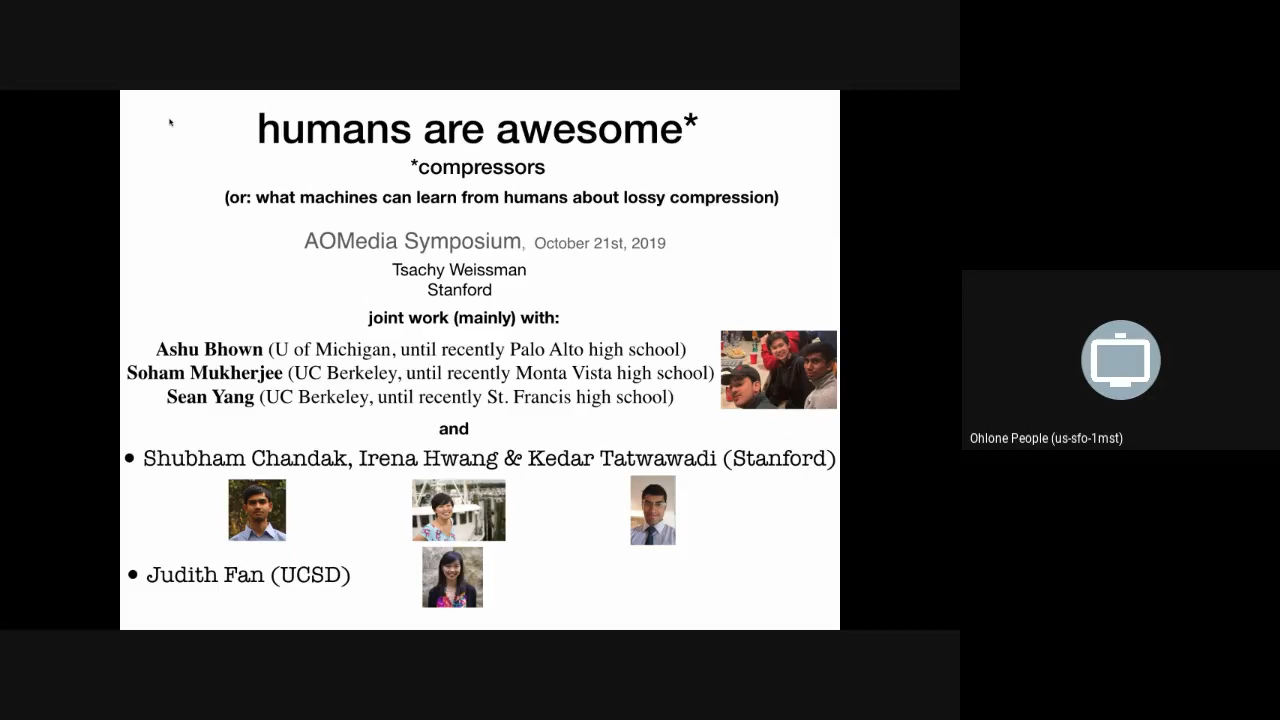 humans are awesome*
*compressors
(or: what machines can learn from humans about lossy compression)
AOMedia Symposium, October 21st, 2019
Tsachy Weissman
Stanford
joint work (mainly) with:
Ashu Bhown (U of Michigan, until recently Palo Alto high school)
Soham Mukherjee (UC Berkeley, until recently Monta Vista high school)
Sean Yang (UC Berkeley, until recently St. Francis high school)
and
• Shubham Chandak, Irena Hwang & Kedar Tatwawadi (Stanford)
• Judith Fan (UCSD)
Ohlone People (us-sfo-1mst)